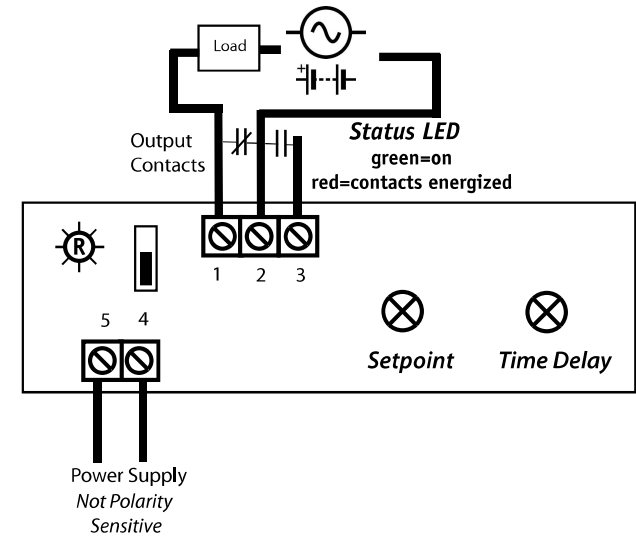 Load
+
Output
Contacts
Status LED
green=on
red=contacts energized
R
1 2 3
5 4
Setpoint
Time Delay
Power Supply
Not Polarity
Sensitive